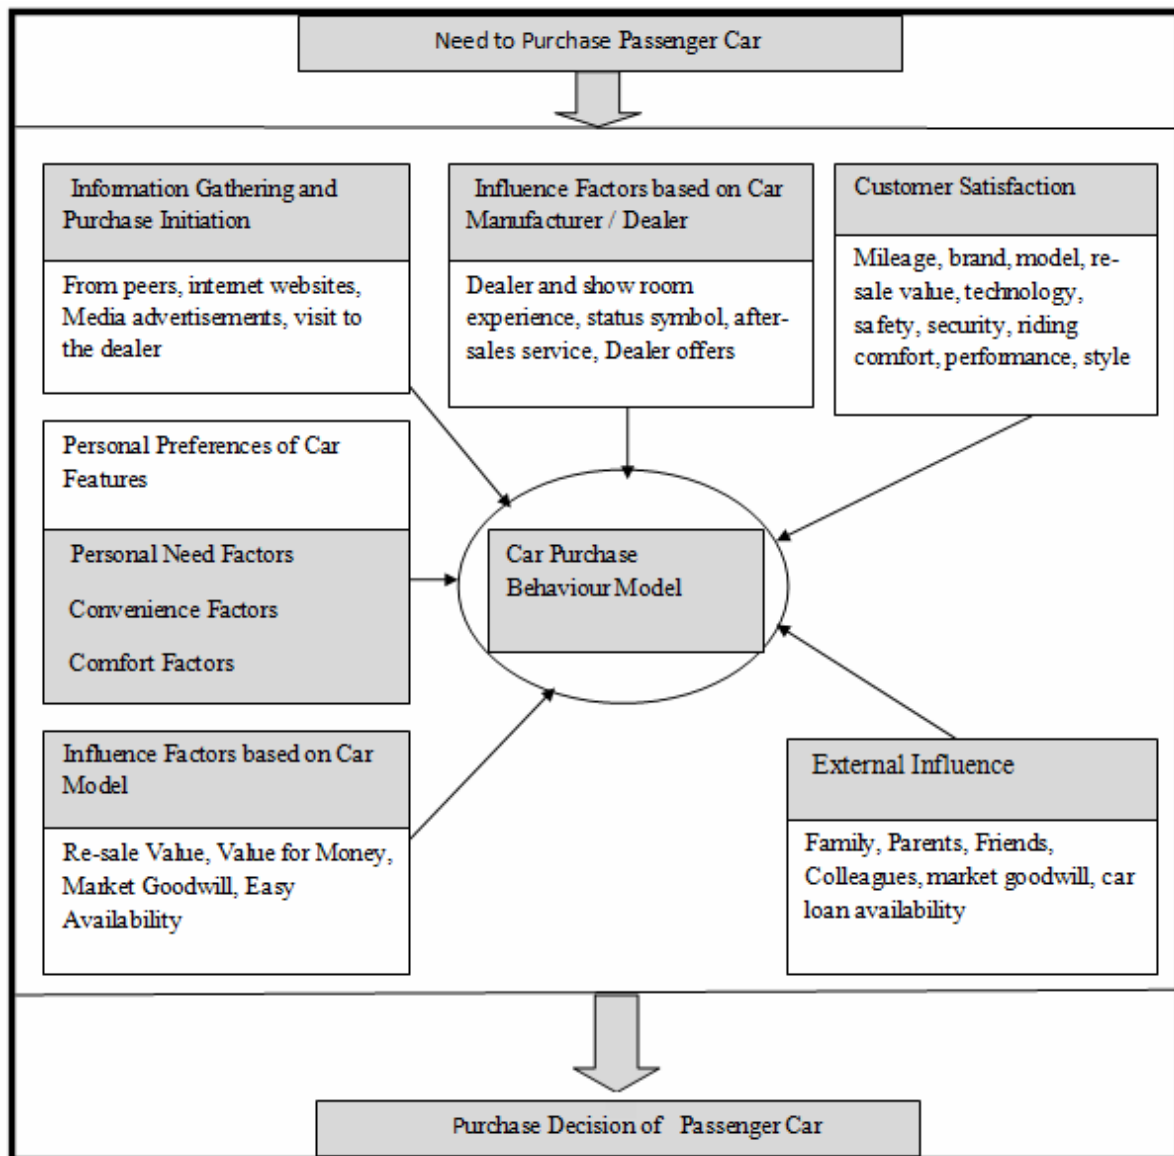 Need to Purchase Passenger Car
Information Gathering and
Purchase Initiation
From peers, internet websites,
Media advertisements, visit to
the dealer
Influence Factors based on Car
Manufacturer / Dealer
Dealer and show room
experience, status symbol, after-
sales service, Dealer offers
Customer Satisfaction
Mileage, brand, model, re-
sale value, technology,
safety, security, riding
comfort, performance, style
Personal Preferences of Car
Features
Personal Need Factors
Convenience Factors
Comfort Factors
Car Purchase
Behaviour Model
Influence Factors based on Car
Model
Re-sale Value, Value for Money,
Market Goodwill, Easy
Availability
External Influence
Family, Parents, Friends,
Colleagues, market goodwill, car
loan availability
Purchase Decision of Passenger Car